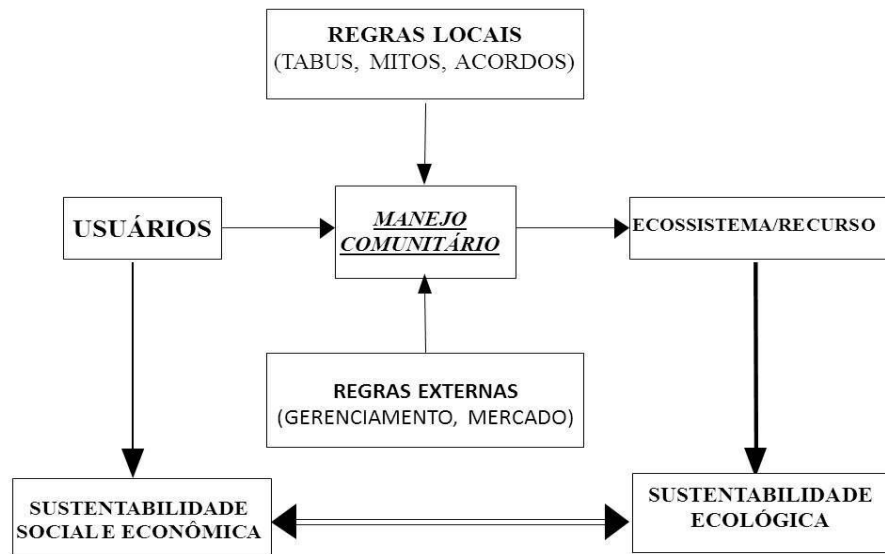 REGRAS LOCAIS
(TABUS, MITOS, ACORDOS)
USUÁRIOS
MANEJO
COMUNITÁRIO
ECOSSISTEMA/RECURSO
REGRAS EXTERNAS
(GERENCIAMENTO, MERCADO)
SUSTENTABILIDADE
SOCIAL E ECONÔMICA
SUSTENTABILIDADE
ECOLÓGICA